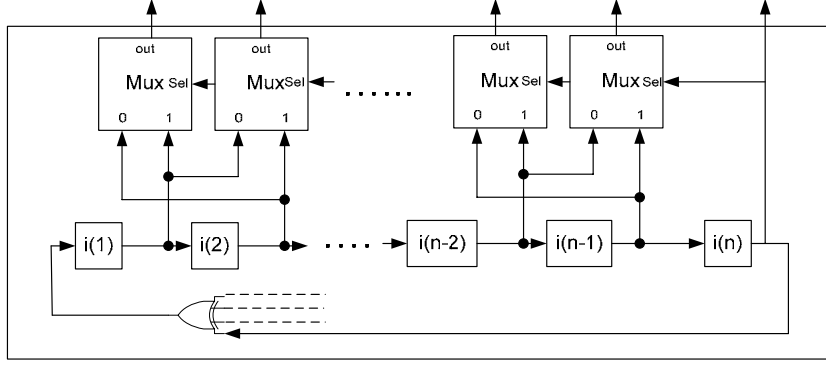 out out out out
Mux Sel Mux Sel ...... Mux Sel Mux Sel
0 1 0 1 0 1 0 1
i(1) i(2) .... i(n-2) i(n-1) i(n)